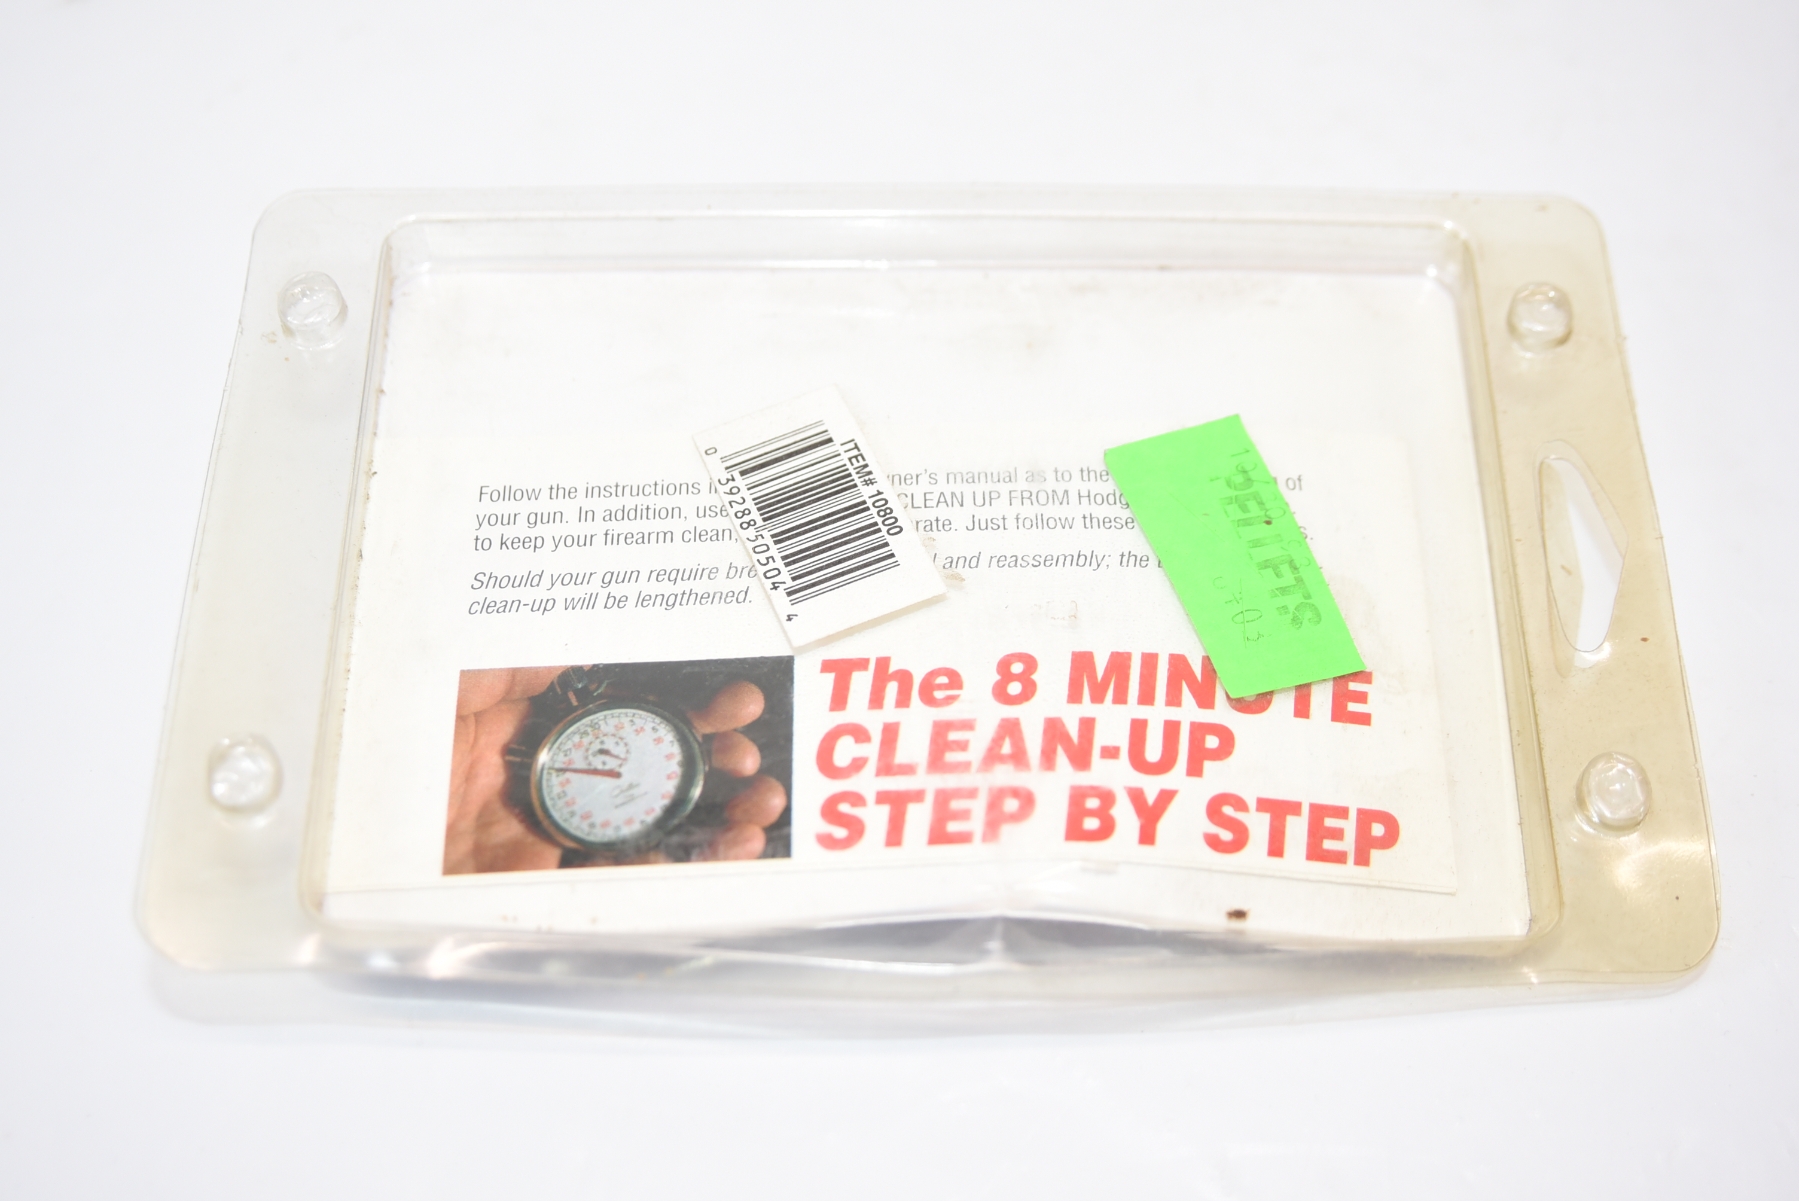 Follow the instructions i ner's manual as to the of
your gun. In addition, use CLEAN UP FROM Hodg
to keep your firearm clean, rate. Just follow these s.
Should your gun require bre l and reassembly; the
clean-up will be lengthened.
ITEM# 10800
0 39288 50504 4
The 8 MINUTE
CLEAN-UP
STEP BY STEP